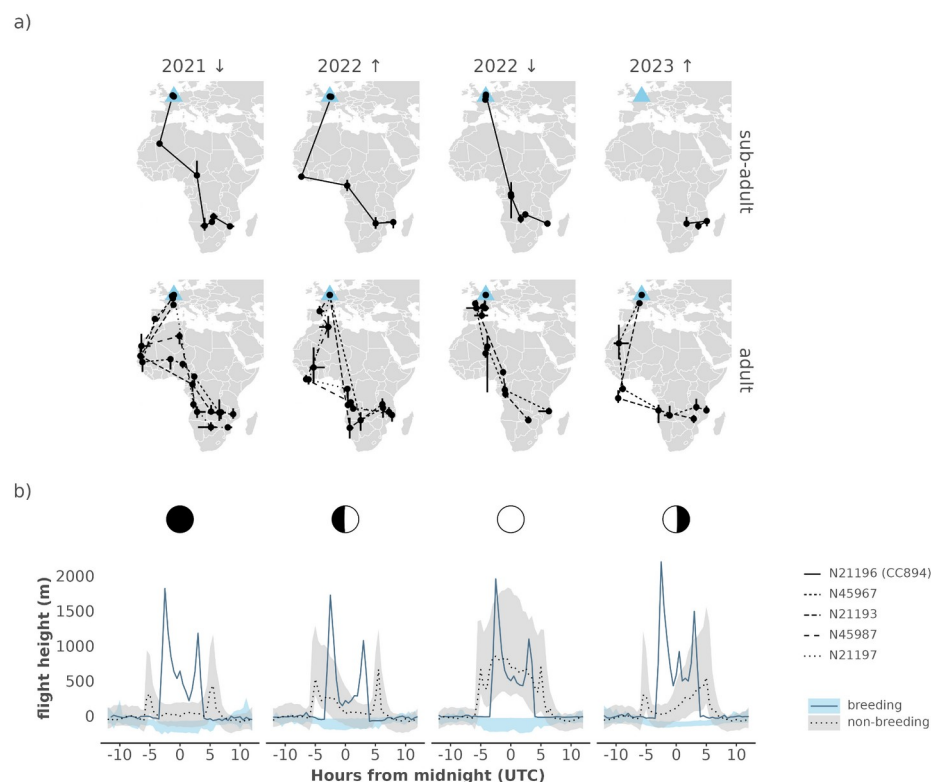 a)
2021 ↓
2022 ↑
2022 ↓
2023 ↑
sub-adult
adult
b)
flight height (m)
2000
1500
1000
500
0
-10 -5 0 5 10
-10 -5 0 5 10
-10 -5 0 5 10
-10 -5 0 5 10
Hours from midnight (UTC)
N21196 (CC894)
N45967
N21193
N45987
N21197
breeding
non-breeding